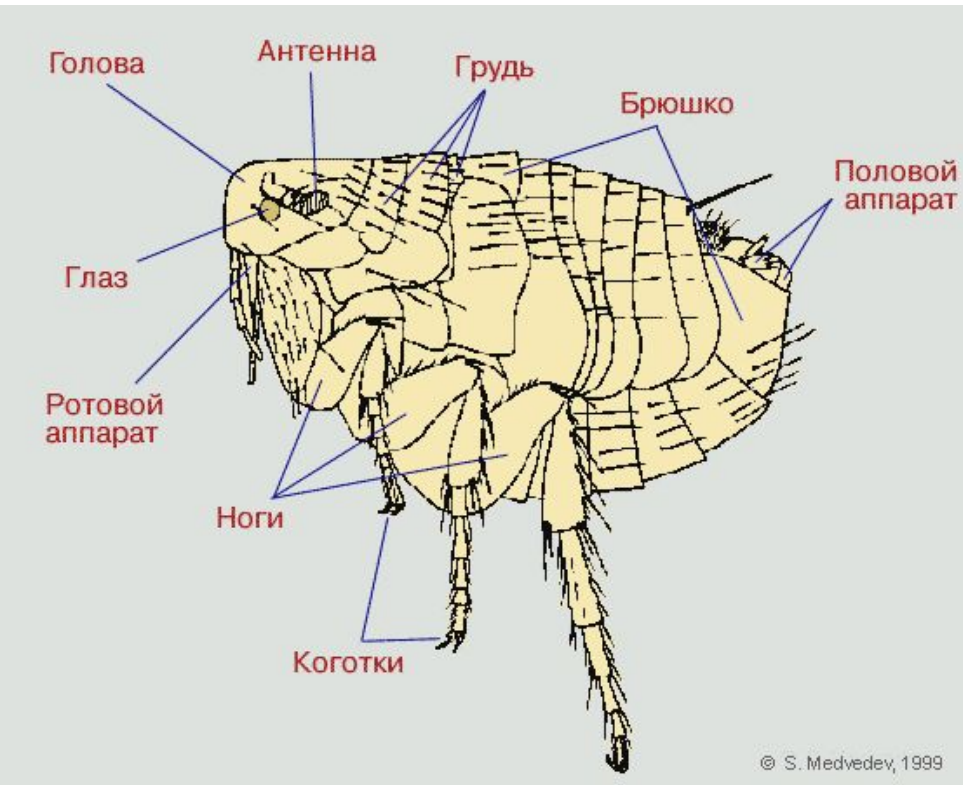 Голова
Антенна
Грудь
Брюшко
Половой
аппарат
Глаз
Ротовой
аппарат
Ноги
Коготки
© S. Medvedev, 1999